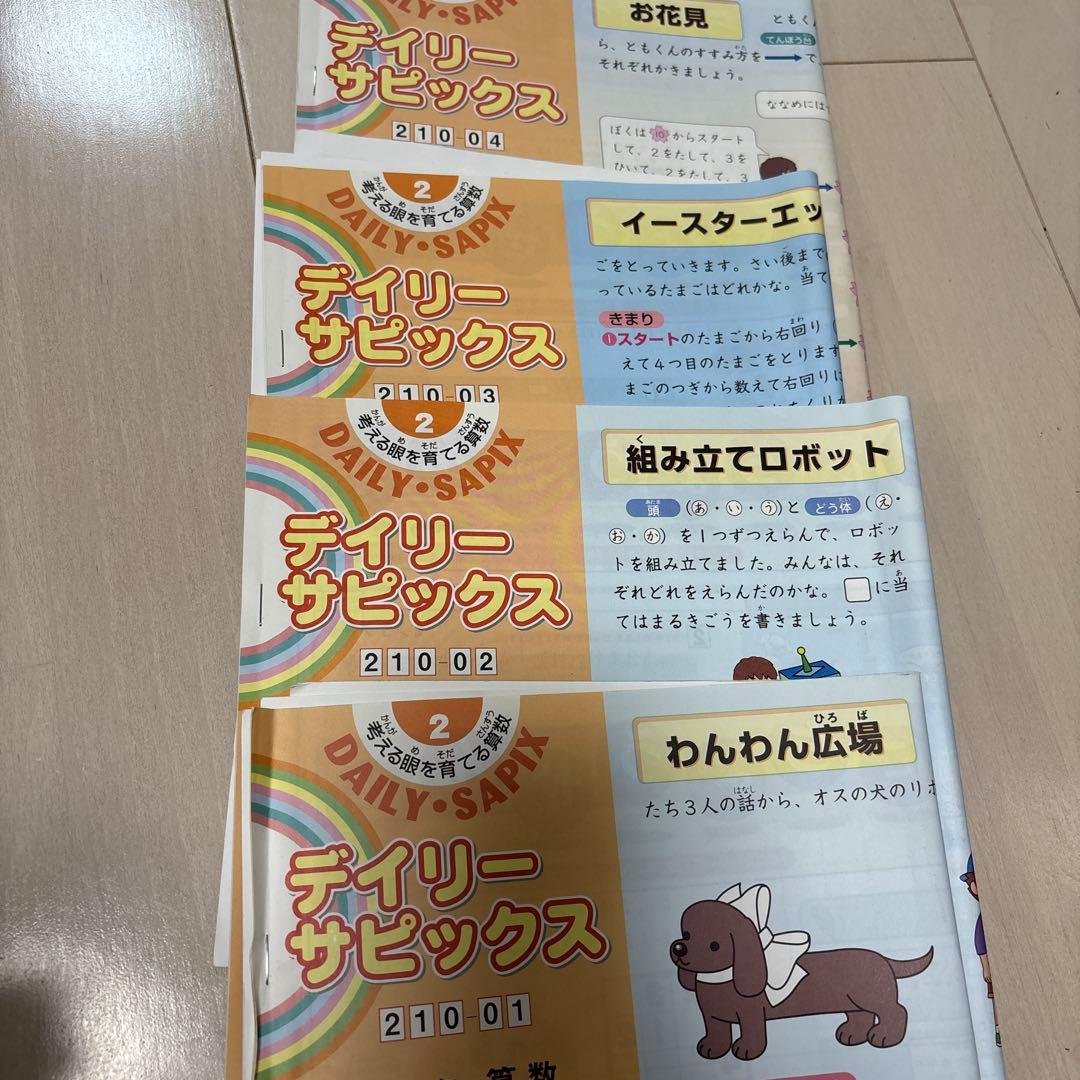 デイリー
サピックス
210-04
お花見
ともく
てんぼう台
ら、ともくんのすすみ方を
で
それぞれかきましょう。
ななめには
ぼくは10からスタート
して、2をたして、3を
ひいて、2をたして、3
2
考える眼を育てる算数
DAILY・SAPIX
デイリー
サピックス
210-03
イースターエッ
ごをとっていきます。さい後まで
っているたまごはどれかな。当て
きまり
❶スタートのたまごから右回り
えて4つ目のたまごをとります
まごのつぎから数えて右回りに
2
考える眼を育てる算数
DAILY・SAPIX
デイリー
サピックス
210-02
組み立てロボット
頭(あ・い・う)とどう体(え・
お・か)を1つずつえらんで、ロボッ
トを組み立てました。みんなは、それ
ぞれどれをえらんだのかな。□に当
てはまるきごうを書きましょう。
2
考える眼を育てる算数
DAILY・SAPIX
デイリー
サピックス
210-01
算数
わんわん広場
たち3人の話から、オスの犬のリボ